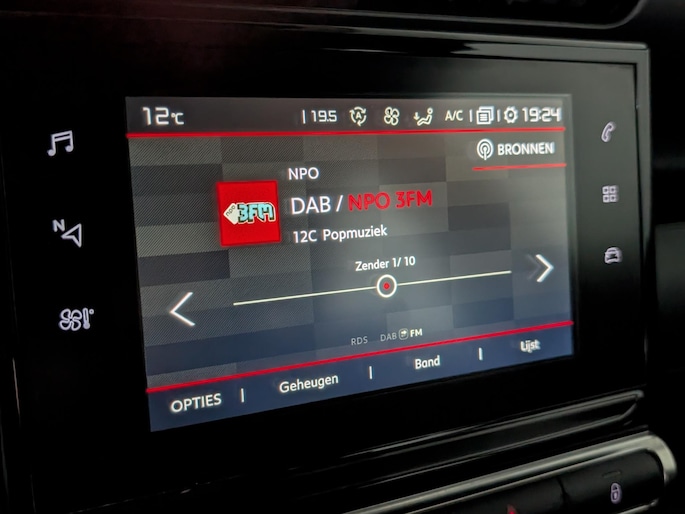 12°C | 19.5 A A/C | | 19:24
BRONNEN
NPO
3FM
DAB / NPO 3FM
12C Popmuziek
Zender 1/10
RDS DAB FM
OPTIES | Geheugen | Band | Lijst
N